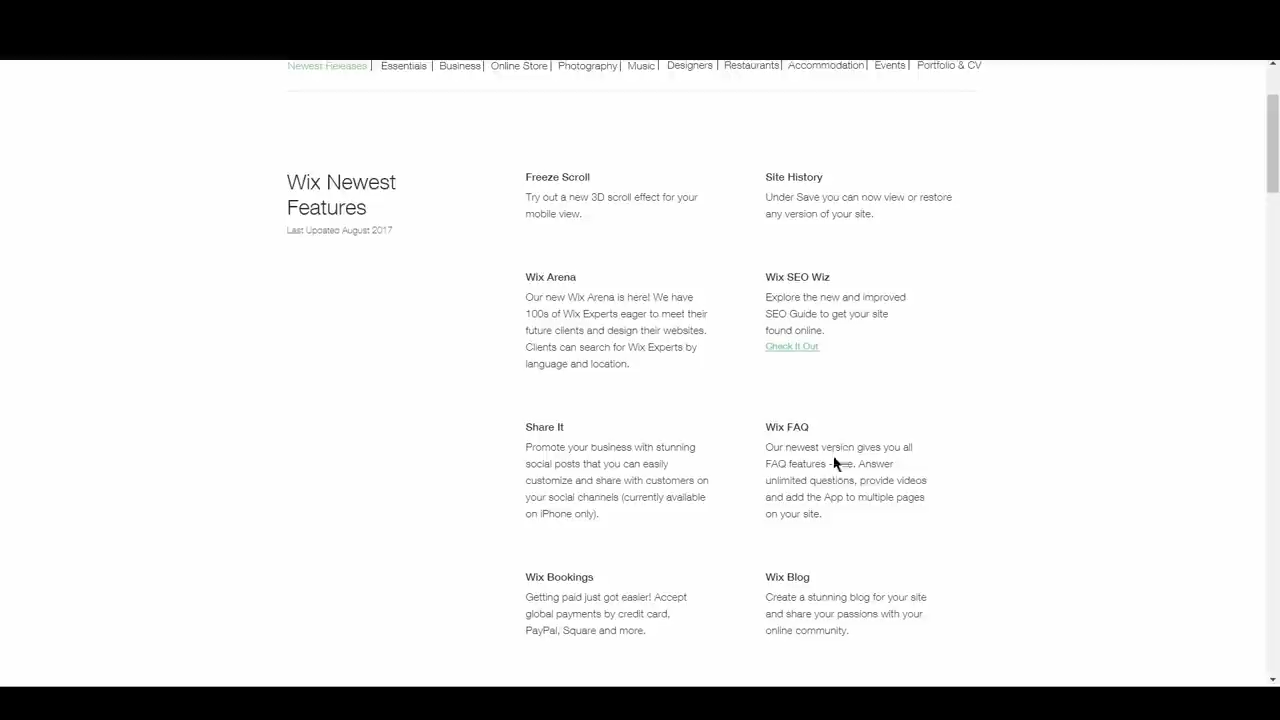 Newest Releases | Essentials | Business | Online Store | Photography | Music | Designers | Restaurants | Accommodation | Events | Portfolio & CV
Wix Newest
Features
Last Updated August 2017
Freeze Scroll
Try out a new 3D scroll effect for your
mobile view.
Site History
Under Save you can now view or restore
any version of your site.
Wix Arena
Our new Wix Arena is here! We have
100s of Wix Experts eager to meet their
future clients and design their websites.
Clients can search for Wix Experts by
language and location.
Wix SEO Wiz
Explore the new and improved
SEO Guide to get your site
found online.
Check It Out
Share It
Promote your business with stunning
social posts that you can easily
customize and share with customers on
your social channels (currently available
on iPhone only).
Wix FAQ
Our newest version gives you all
FAQ features - . Answer
unlimited questions, provide videos
and add the App to multiple pages
on your site.
Wix Bookings
Getting paid just got easier! Accept
global payments by credit card,
PayPal, Square and more.
Wix Blog
Create a stunning blog for your site
and share your passions with your
online community.